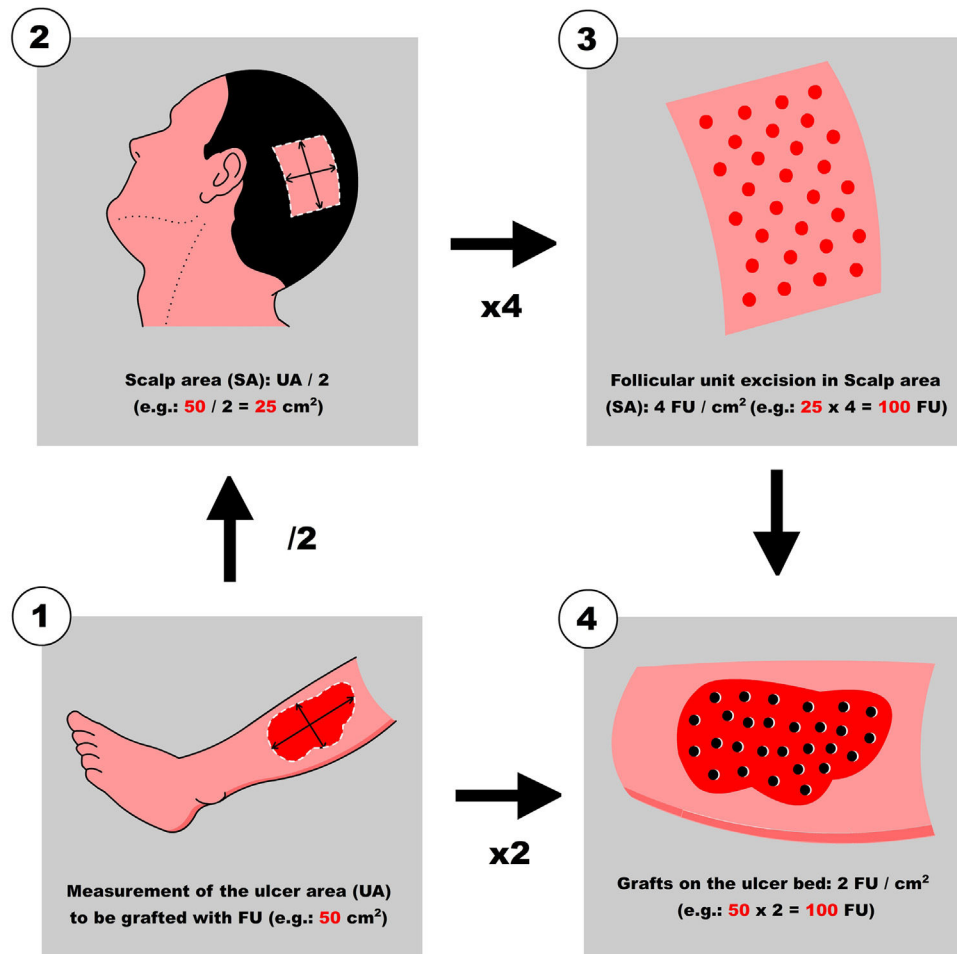 2
Scalp area (SA): UA / 2
(e.g.: 50 / 2 = 25 cm²)
x4
3
Follicular unit excision in Scalp area
(SA): 4 FU / cm² (e.g.: 25 x 4 = 100 FU)
/2
1
Measurement of the ulcer area (UA)
to be grafted with FU (e.g.: 50 cm²)
x2
4
Grafts on the ulcer bed: 2 FU / cm²
(e.g.: 50 x 2 = 100 FU)